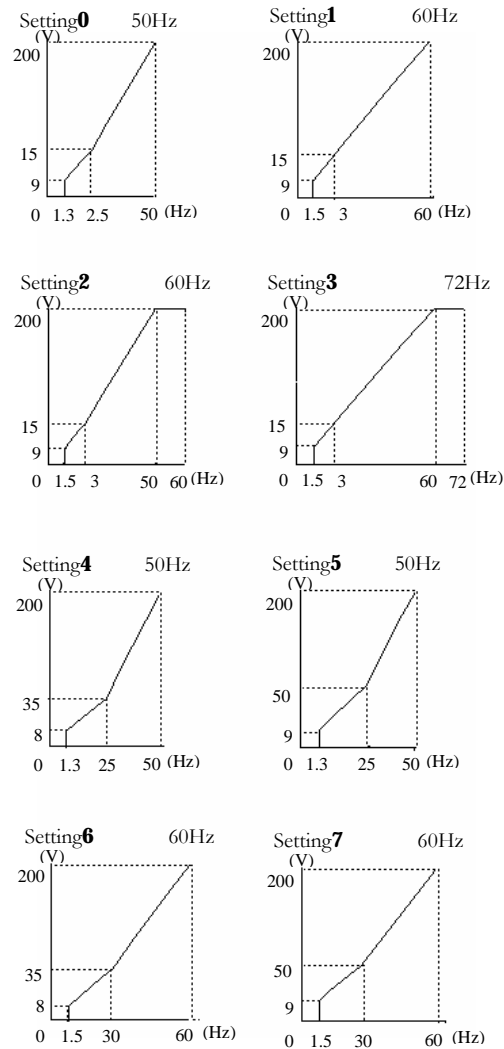 Setting0 50Hz
(V)
200
15
9
0 1.3 2.5 50 (Hz)
Setting1 60Hz
(V)
200
15
9
0 1.5 3 60 (Hz)
Setting2 60Hz
(V)
200
15
9
0 1.5 3 50 60 (Hz)
Setting3 72Hz
(V)
200
15
9
0 1.5 3 60 72 (Hz)
Setting4 50Hz
(V)
200
35
8
0 1.3 25 50 (Hz)
Setting5 50Hz
(V)
200
50
9
0 1.3 25 50 (Hz)
Setting6 60Hz
(V)
200
35
8
0 1.5 30 60 (Hz)
Setting7 60Hz
(V)
200
50
9
0 1.5 30 60 (Hz)